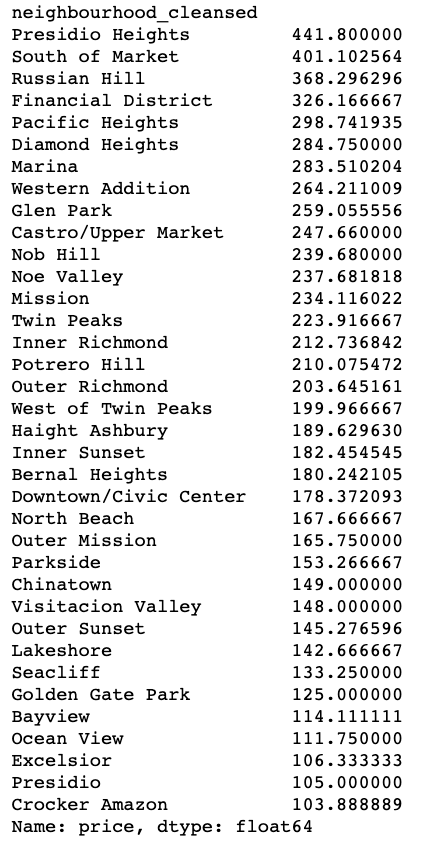 neighbourhood_cleansed
Presidio Heights 441.800000
South of Market 401.102564
Russian Hill 368.296296
Financial District 326.166667
Pacific Heights 298.741935
Diamond Heights 284.750000
Marina 283.510204
Western Addition 264.211009
Glen Park 259.055556
Castro/Upper Market 247.660000
Nob Hill 239.680000
Noe Valley 237.681818
Mission 234.116022
Twin Peaks 223.916667
Inner Richmond 212.736842
Potrero Hill 210.075472
Outer Richmond 203.645161
West of Twin Peaks 199.966667
Haight Ashbury 189.629630
Inner Sunset 182.454545
Bernal Heights 180.242105
Downtown/Civic Center 178.372093
North Beach 167.666667
Outer Mission 165.750000
Parkside 153.266667
Chinatown 149.000000
Visitacion Valley 148.000000
Outer Sunset 145.276596
Lakeshore 142.666667
Seacliff 133.250000
Golden Gate Park 125.000000
Bayview 114.111111
Ocean View 111.750000
Excelsior 106.333333
Presidio 105.000000
Crocker Amazon 103.888889
Name: price, dtype: float64